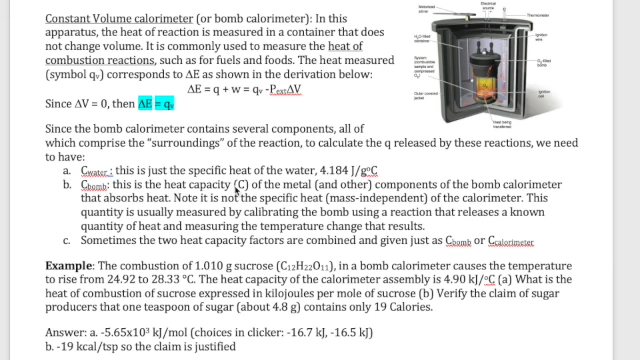 Constant Volume calorimeter (or bomb calorimeter): In this
apparatus, the heat of reaction is measured in a container that does
not change volume. It is commonly used to measure the heat of
combustion reactions, such as for fuels and foods. The heat measured
(symbol qᵥ) corresponds to ΔE as shown in the derivation below:
ΔE = q + w = qᵥ -PextΔV
Since ΔV = 0, then ΔE = qᵥ
Electrical
Thermometer
Heat being
transferred
Since the bomb calorimeter contains several components, all of
which comprise the “surroundings” of the reaction, to calculate the q released by these reactions, we need
to have:
a. Cwater : this is just the specific heat of the water, 4.184 J/g°C
b. Cbomb: this is the heat capacity (C) of the metal (and other) components of the bomb calorimeter
that absorbs heat. Note it is not the specific heat (mass-independent) of the calorimeter. This
quantity is usually measured by calibrating the bomb using a reaction that releases a known
quantity of heat and measuring the temperature change that results.
c. Sometimes the two heat capacity factors are combined and given just as Cbomb or Ccalorimeter
Example: The combustion of 1.010 g sucrose (C₁₂H₂₂O₁₁), in a bomb calorimeter causes the temperature
to rise from 24.92 to 28.33 °C. The heat capacity of the calorimeter assembly is 4.90 kJ/°C (a) What is the
heat of combustion of sucrose expressed in kilojoules per mole of sucrose (b) Verify the claim of sugar
producers that one teaspoon of sugar (about 4.8 g) contains only 19 Calories.
Answer: a. -5.65x10³ kJ/mol (choices in clicker: -16.7 kJ, -16.5 kJ)
b. -19 kcal/tsp so the claim is justified